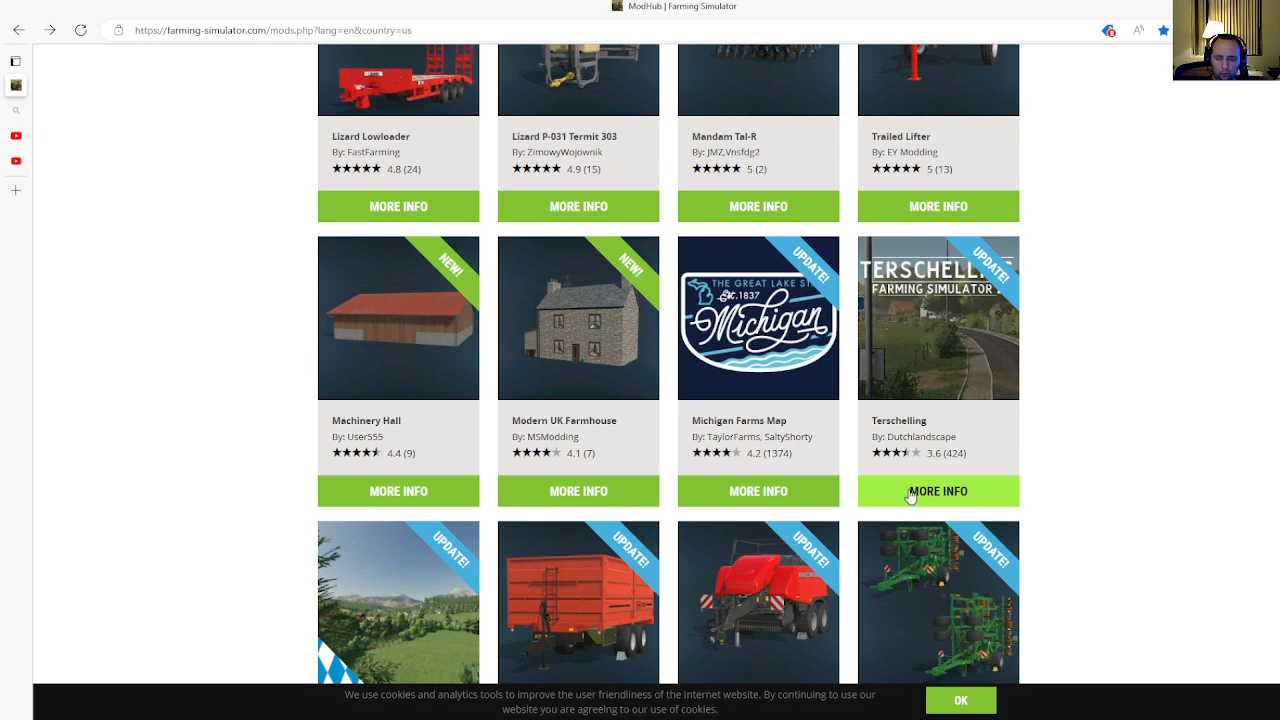 ModHub | Farming Simulator
https://farming-simulator.com/mods.php?lang=en&country=us
LIZARD
Lizard Lowloader
By: FastFarming
4.8 (24)
MORE INFO
Lizard P-031 Termit 303
By: ZimowyWojownik
4.9 (15)
MORE INFO
Mandam Tal-R
By: JMZ,Vnsfdg2
5 (2)
MORE INFO
Trailed Lifter
By: EY Modding
5 (13)
MORE INFO
NEW!
Machinery Hall
By: User555
4.4 (9)
MORE INFO
NEW!
Modern UK Farmhouse
By: MSModding
4.1 (7)
MORE INFO
UPDATE!
THE GREAT LAKE
Est. 1837
Michigan
Michigan Farms Map
By: TaylorFarms, SaltyShorty
4.2 (1374)
MORE INFO
UPDATE!
FARMING SIMULATOR
Terschelling
By: Dutchlandscape
3.6 (424)
MORE INFO
UPDATE!
UPDATE!
UPDATE!
UPDATE!
We use cookies and analytics tools to improve the user friendliness of the Internet website. By continuing to use our
website you are agreeing to our use of cookies.
OK